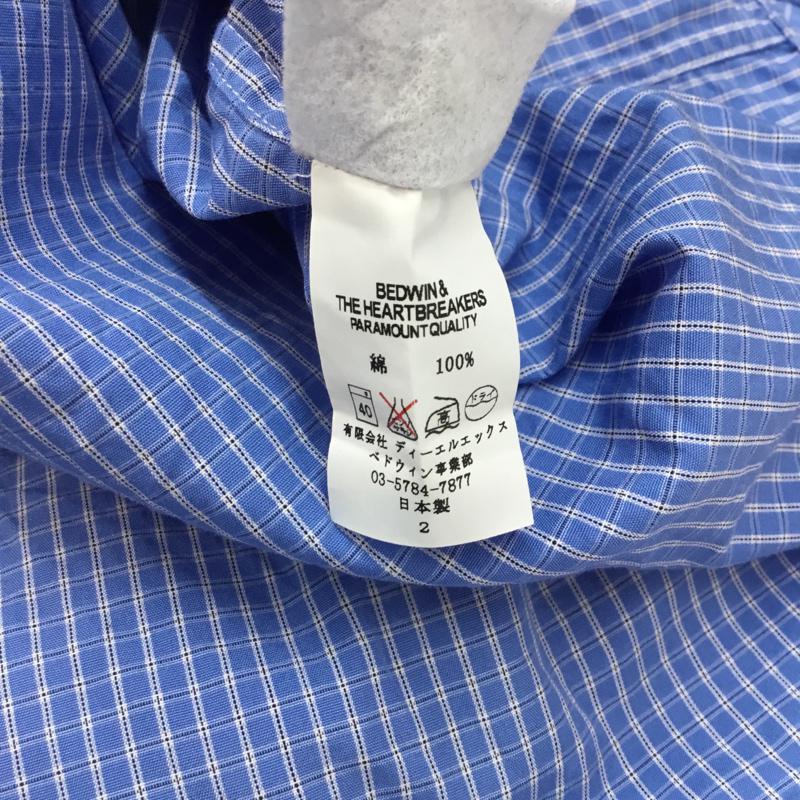 BEDWIN &
THE HEARTBREAKERS
PARAMOUNT QUALITY
綿 100%
40 高 ドライ
有限会社 ディーエルエックス
ベドウィン事業部
03-5784-7877
日本製
2